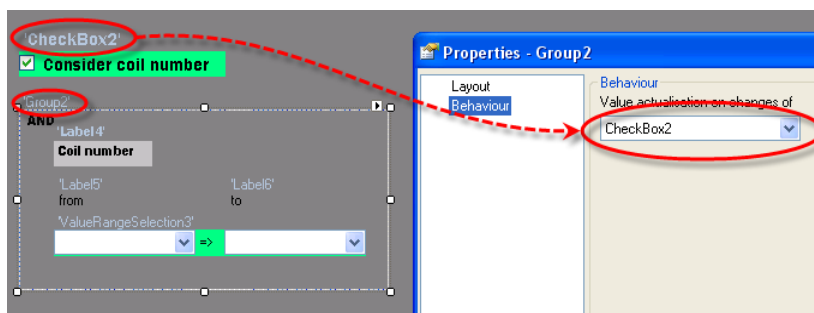 'CheckBox2'
Consider coil number
'Group2'
AND
'Label4'
Coil number
'Label5'
'Label6'
from
to
'ValueRangeSelection3'
=>
Properties - Group2
Layout
Behaviour
Behaviour
Value actualisation on changes of
CheckBox2